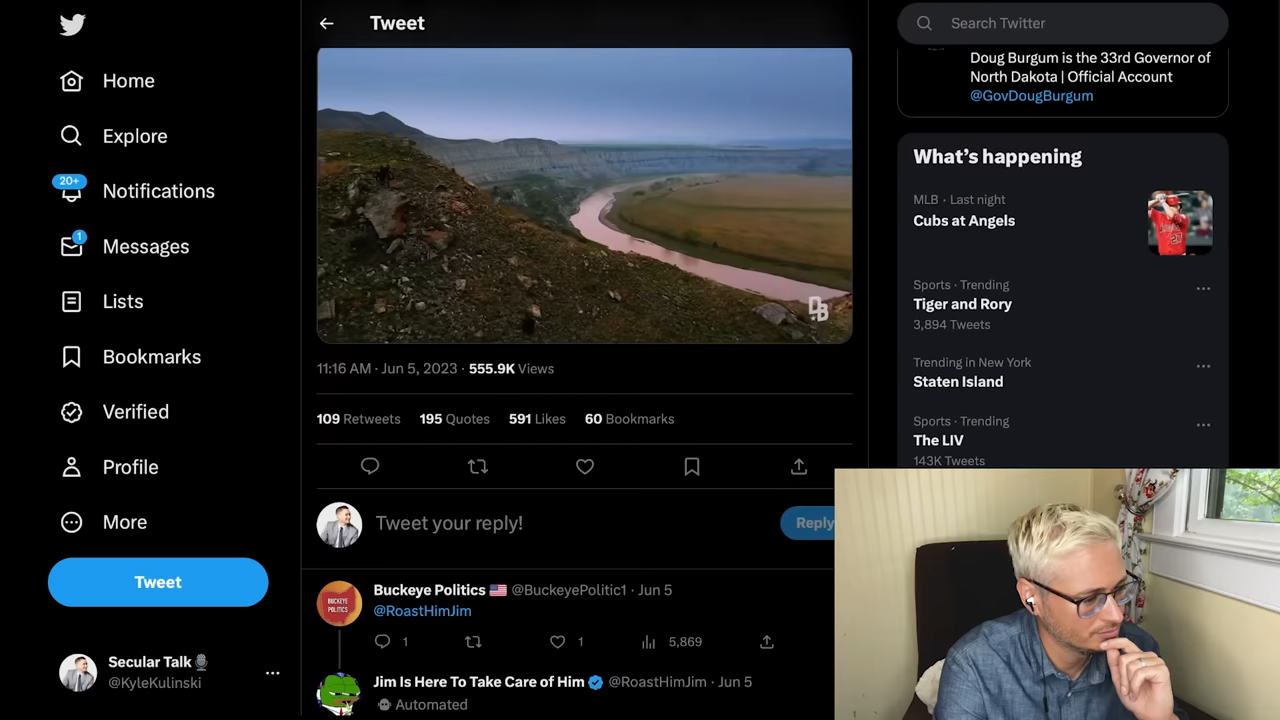 Tweet
Search Twitter
Home
Explore
20+
Notifications
1
Messages
Lists
Bookmarks
Verified
Profile
More
Tweet
Secular Talk
@KyleKulinski
DB
11:16 AM · Jun 5, 2023 · 555.9K Views
109 Retweets 195 Quotes 591 Likes 60 Bookmarks
Tweet your reply!
Reply
BUCKEYE
POLITICS
Buckeye Politics @BuckeyePolitic1 · Jun 5
@RoastHimJim
1 1 5,869
Jim Is Here To Take Care of Him @RoastHimJim · Jun 5
Automated
Doug Burgum is the 33rd Governor of
North Dakota | Official Account
@GovDougBurgum
What's happening
MLB · Last night
Cubs at Angels
Sports · Trending
Tiger and Rory
3,894 Tweets
Trending in New York
Staten Island
Sports · Trending
The LIV
143K Tweets